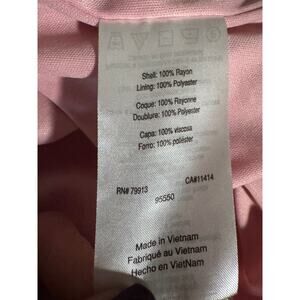 Shell: 100% Rayon
Lining: 100% Polyester
Coque: 100% Rayonne
Doublure: 100% Polyester
Capa: 100% viscosa
Forro: 100% poliéster
RN# 79913 CA#11414
95550
Made in Vietnam
Fabriqué au Vietnam
Hecho en VietNam